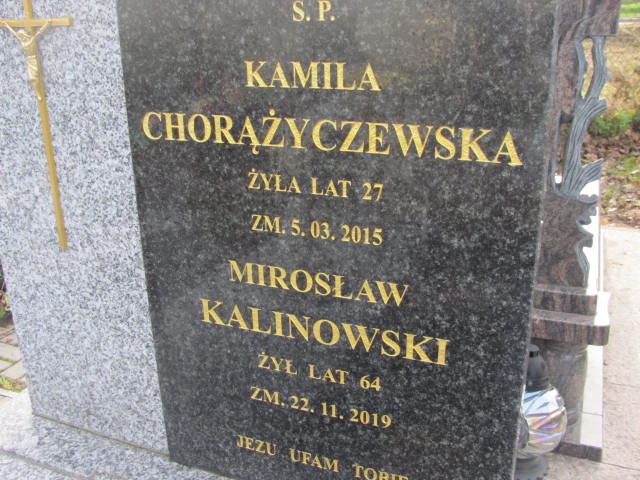 Ś. P.
KAMILA
CHORĄŻYCZEWSKA
ŻYŁA LAT 27
ZM. 5. 03. 2015
MIROSŁAW
KALINOWSKI
ŻYŁ LAT 64
ZM. 22. 11. 2019
JEZU UFAM TOBIE